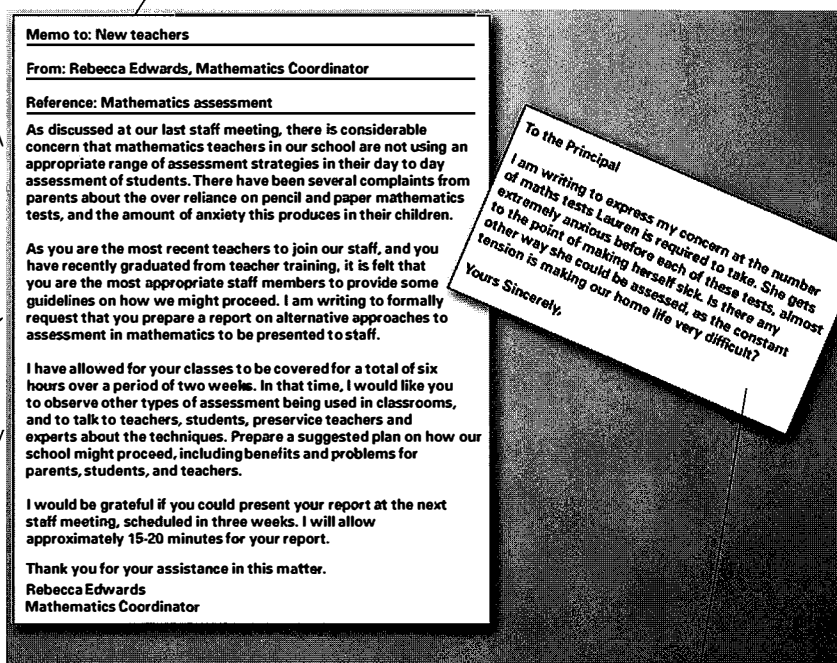 Memo to: New teachers
From: Rebecca Edwards, Mathematics Coordinator
Reference: Mathematics assessment
As discussed at our last staff meeting, there is considerable
concern that mathematics teachers in our school are not using an
appropriate range of assessment strategies in their day to day
assessment of students. There have been several complaints from
parents about the over reliance on pencil and paper mathematics
tests, and the amount of anxiety this produces in their children.
As you are the most recent teachers to join our staff, and you
have recently graduated from teacher training, it is felt that
you are the most appropriate staff members to provide some
guidelines on how we might proceed. I am writing to formally
request that you prepare a report on alternative approaches to
assessment in mathematics to be presented to staff.
I have allowed for your classes to be covered for a total of six
hours over a period of two weeks. In that time, I would like you
to observe other types of assessment being used in classrooms,
and to talk to teachers, students, preservice teachers and
experts about the techniques. Prepare a suggested plan on how our
school might proceed, including benefits and problems for
parents, students, and teachers.
I would be grateful if you could present your report at the next
staff meeting, scheduled in three weeks. I will allow
approximately 15-20 minutes for your report.
Thank you for your assistance in this matter.
Rebecca Edwards
Mathematics Coordinator
To the Principal
I am writing to express my concern at the number
of maths tests Lauren is required to take. She gets
extremely anxious before each of these tests, almost
to the point of making herself sick. Is there any
other way she could be assessed, as the constant
tension is making our home life very difficult?
Yours Sincerely,